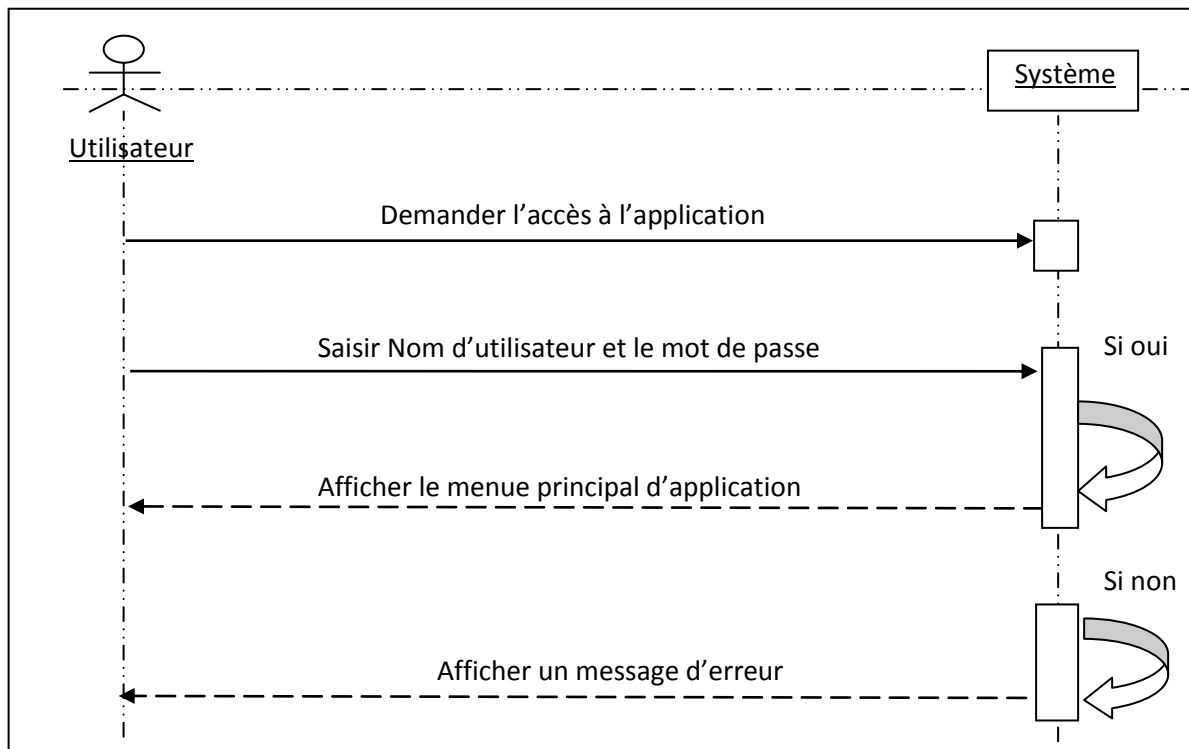 Système
Utilisateur
Demander l’accès à l’application
Saisir Nom d’utilisateur et le mot de passe
Si oui
Afficher le menue principal d’application
Si non
Afficher un message d’erreur